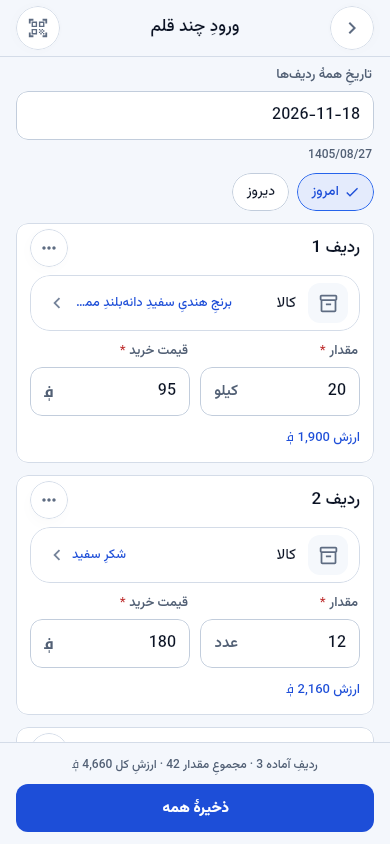 ورودِ چند قلم
تاریخِ همهٔ ردیف‌ها
2026-11-18
1405/08/27
امروز
دیروز
ردیف 1
کالا
برنجِ هندیِ سفیدِ دانه‌بلندِ ممـ...
مقدار *
قیمت خرید *
20
کیلو
95
؋
ارزش 1,900 ؋
ردیف 2
کالا
شکرِ سفید
مقدار *
قیمت خرید *
12
عدد
180
؋
ارزش 2,160 ؋
ردیفِ آماده 3 · مجموعِ مقدار 42 · ارزشِ کل 4,660 ؋
ذخیرهٔ همه